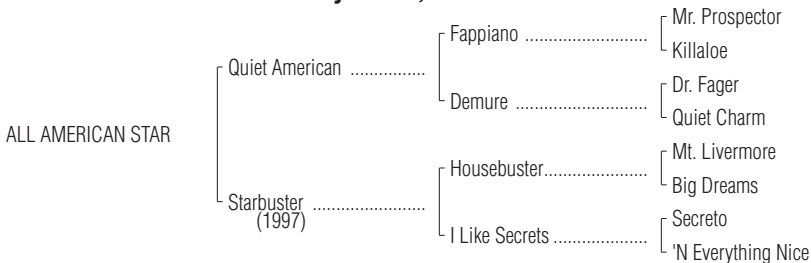 Mr. Prospector
Fappiano
Killaloe
Quiet American
Dr. Fager
Demure
Quiet Charm
ALL AMERICAN STAR
Mt. Livermore
Housebuster
Big Dreams
Starbuster
(1997)
Secreto
I Like Secrets
'N Everything Nice